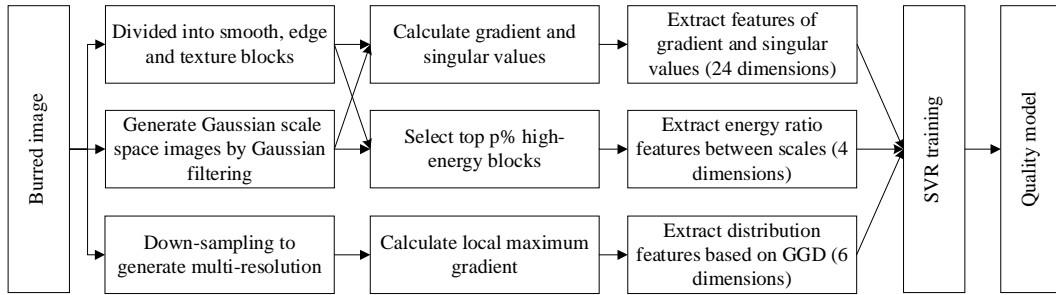 Burred image
Divided into smooth, edge
and texture blocks
Generate Gaussian scale
space images by Gaussian
filtering
Down-sampling to
generate multi-resolution
Calculate gradient and
singular values
Select top p% high-
energy blocks
Calculate local maximum
gradient
Extract features of
gradient and singular
values (24 dimensions)
Extract energy ratio
features between scales (4
dimensions)
Extract distribution
features based on GGD (6
dimensions)
SVR training
Quality model